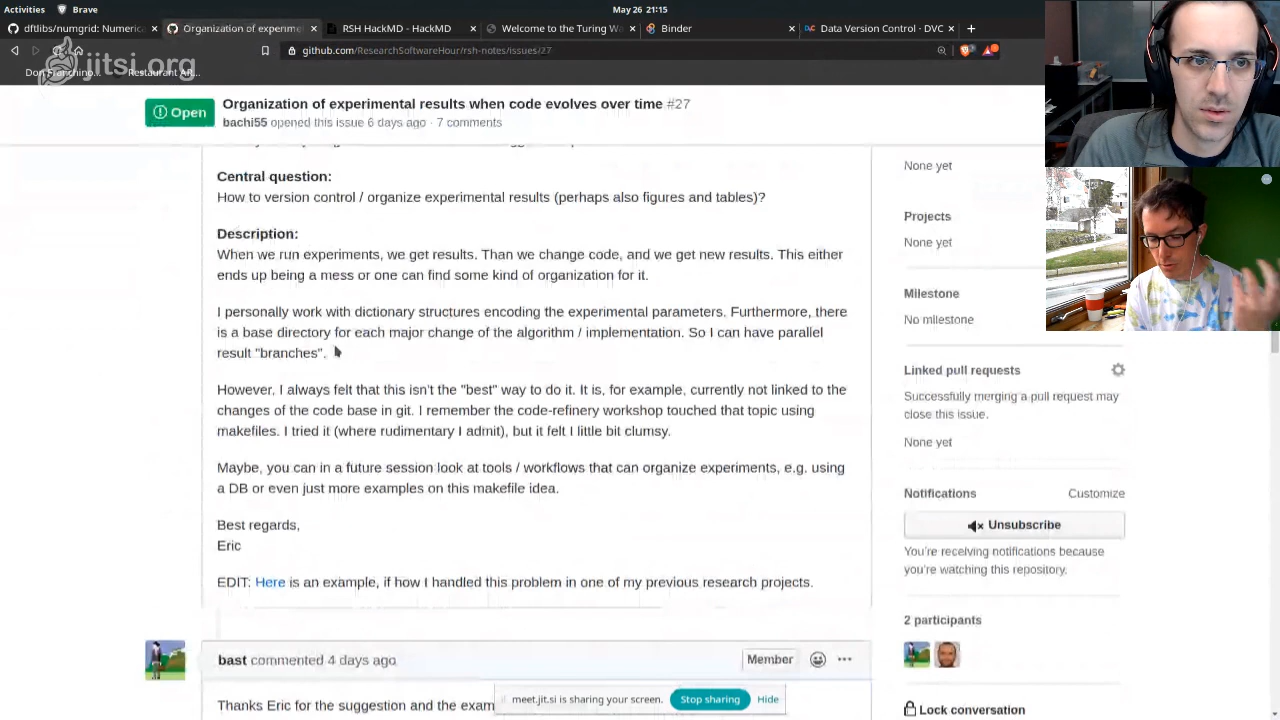 Activities
Brave
May 26 21:15
dftlibs/numgrid: Numeric
Organization of experime
RSH HackMD - HackMD
Welcome to the Turing Wa
Binder
Data Version Control · DVC
github.com/ResearchSoftwareHour/rsh-notes/issues/27
jitsi.org
Don Franchino...
Restaurant AR...
Open
Organization of experimental results when code evolves over time #27
bachi55 opened this issue 6 days ago · 7 comments
Central question:
How to version control / organize experimental results (perhaps also figures and tables)?
Description:
When we run experiments, we get results. Than we change code, and we get new results. This either
ends up being a mess or one can find some kind of organization for it.
I personally work with dictionary structures encoding the experimental parameters. Furthermore, there
is a base directory for each major change of the algorithm / implementation. So I can have parallel
result "branches".
However, I always felt that this isn't the "best" way to do it. It is, for example, currently not linked to the
changes of the code base in git. I remember the code-refinery workshop touched that topic using
makefiles. I tried it (where rudimentary I admit), but it felt I little bit clumsy.
Maybe, you can in a future session look at tools / workflows that can organize experiments, e.g. using
a DB or even just more examples on this makefile idea.
Best regards,
Eric
EDIT: Here is an example, if how I handled this problem in one of my previous research projects.
bast commented 4 days ago
Member
Thanks Eric for the suggestion and the exam
meet.jit.si is sharing your screen.
Stop sharing
Hide
None yet
Projects
None yet
Milestone
No milestone
Linked pull requests
Successfully merging a pull request may
close this issue.
None yet
Notifications
Customize
Unsubscribe
You're receiving notifications because
you're watching this repository.
2 participants
Lock conversation